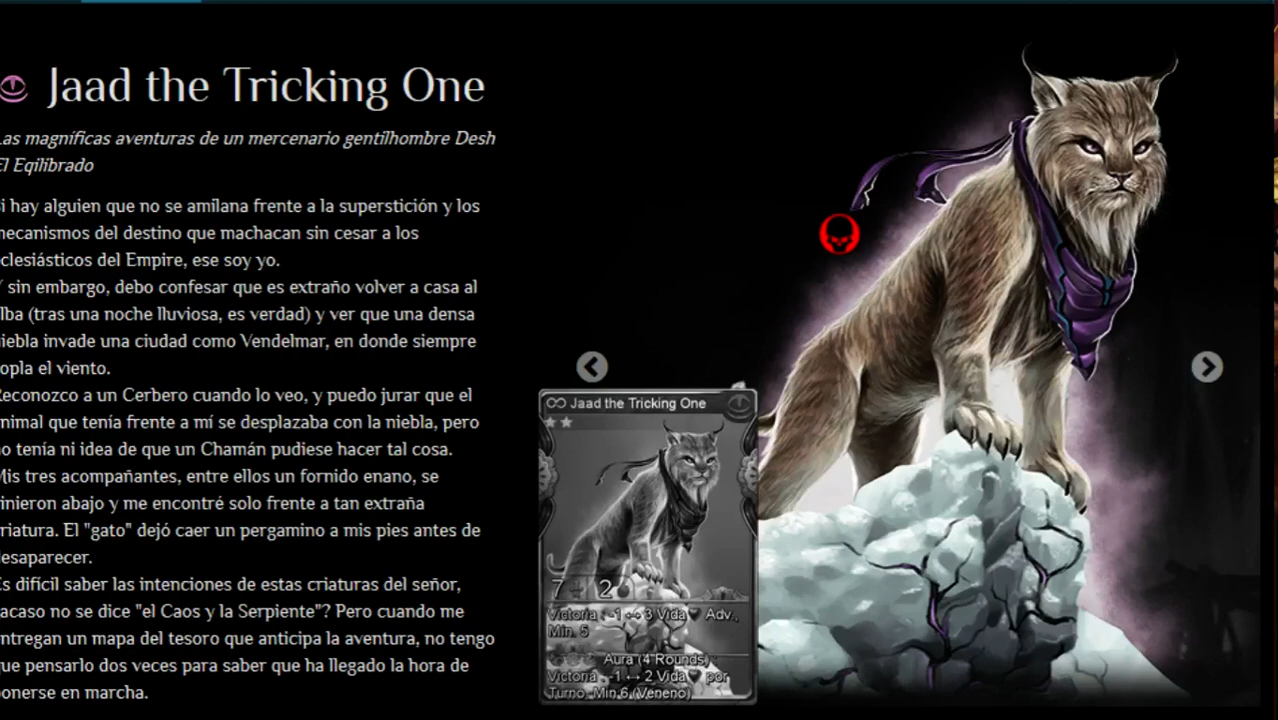 Jaad the Tricking One
Las magníficas aventuras de un mercenario gentilhombre Desh
El Eqilibrado
i hay alguien que no se amilana frente a la superstición y los
mecanismos del destino que machacan sin cesar a los
clesiásticos del Empire, ese soy yo.
Y sin embargo, debo confesar que es extraño volver a casa al
lba (tras una noche lluviosa, es verdad) y ver que una densa
niebla invade una ciudad como Vendelmar, en donde siempre
opla el viento.
Reconozco a un Cerbero cuando lo veo, y puedo jurar que el
nimal que tenía frente a mí se desplazaba con la niebla, pero
no tenía ni idea de que un Chamán pudiese hacer tal cosa.
Mis tres acompañantes, entre ellos un fornido enano, se
vinieron abajo y me encontré solo frente a tan extraña
riatura. El "gato" dejó caer un pergamino a mis pies antes de
desaparecer.
Es difícil saber las intenciones de estas criaturas del señor,
acaso no se dice "el Caos y la Serpiente"? Pero cuando me
entregan un mapa del tesoro que anticipa la aventura, no tengo
que pensarlo dos veces para saber que ha llegado la hora de
ponerse en marcha.
Jaad the Tricking One
7 2
Victoria : -1 ↔ 3 Vida Adv.,
Min. 5
Aura (4 Rounds) :
Victoria : -1 ↔ 2 Vida por
Turno, Min 6 (Veneno)